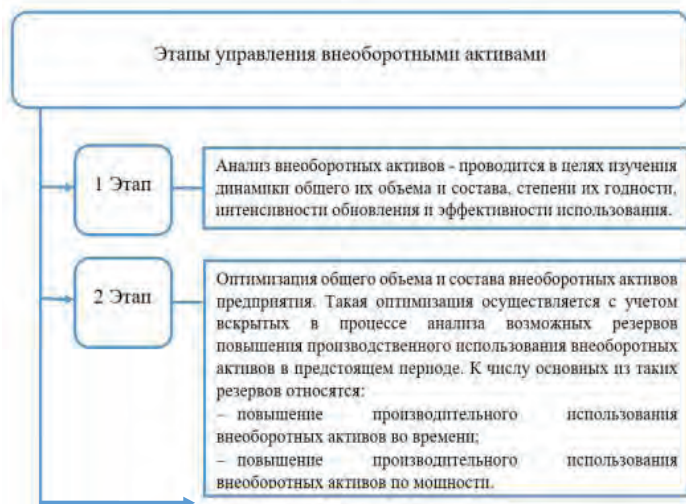 Этапы управления внеоборотными активами
1 Этап
Анализ внеоборотных активов - проводится в целях изучения
динамики общего их объема и состава, степени их годности,
интенсивности обновления и эффективности использования.
2 Этап
Оптимизация общего объема и состава внеоборотных активов
предприятия. Такая оптимизация осуществляется с учетом
вскрытых в процессе анализа возможных резервов
повышения производственного использования внеоборотных
активов в предстоящем периоде. К числу основных из таких
резервов относятся:
– повышение производительного использования
внеоборотных активов во времени;
– повышение производительного использования
внеоборотных активов по мощности.